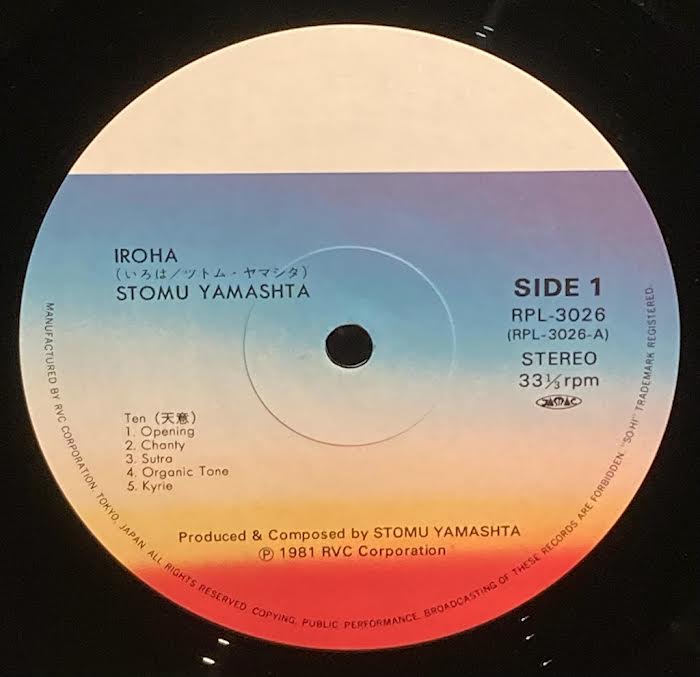 IROHA
(いろは/ツトム・ヤマシタ)
STOMU YAMASHTA
SIDE 1
RPL-3026
(RPL-3026-A)
STEREO
33⅓rpm
JASRAC
Ten (天意)
1. Opening
2. Chanty
3. Sutra
4. Organic Tone
5. Kyrie
Produced & Composed by STOMU YAMASHTA
Ⓟ 1981 RVC Corporation
MANUFACTURED BY RVC CORPORATION, TOKYO, JAPAN. ALL RIGHTS RESERVED. COPYING, PUBLIC PERFORMANCE, BROADCASTING OF THESE RECORDS ARE FORBIDDEN. "SOHI" TRADEMARK REGISTERED.